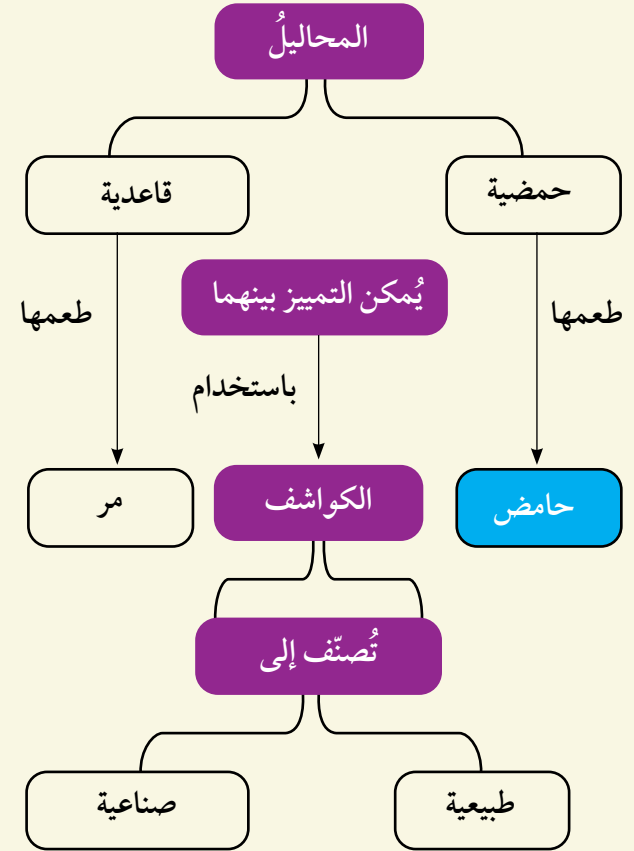 المحاليلُ
حمضية
قاعدية
يُمكن التمييز بينهما
طعمها
طعمها
باستخدام
حامض
الكواشف
مر
تُصنّف إلى
طبيعية
صناعية